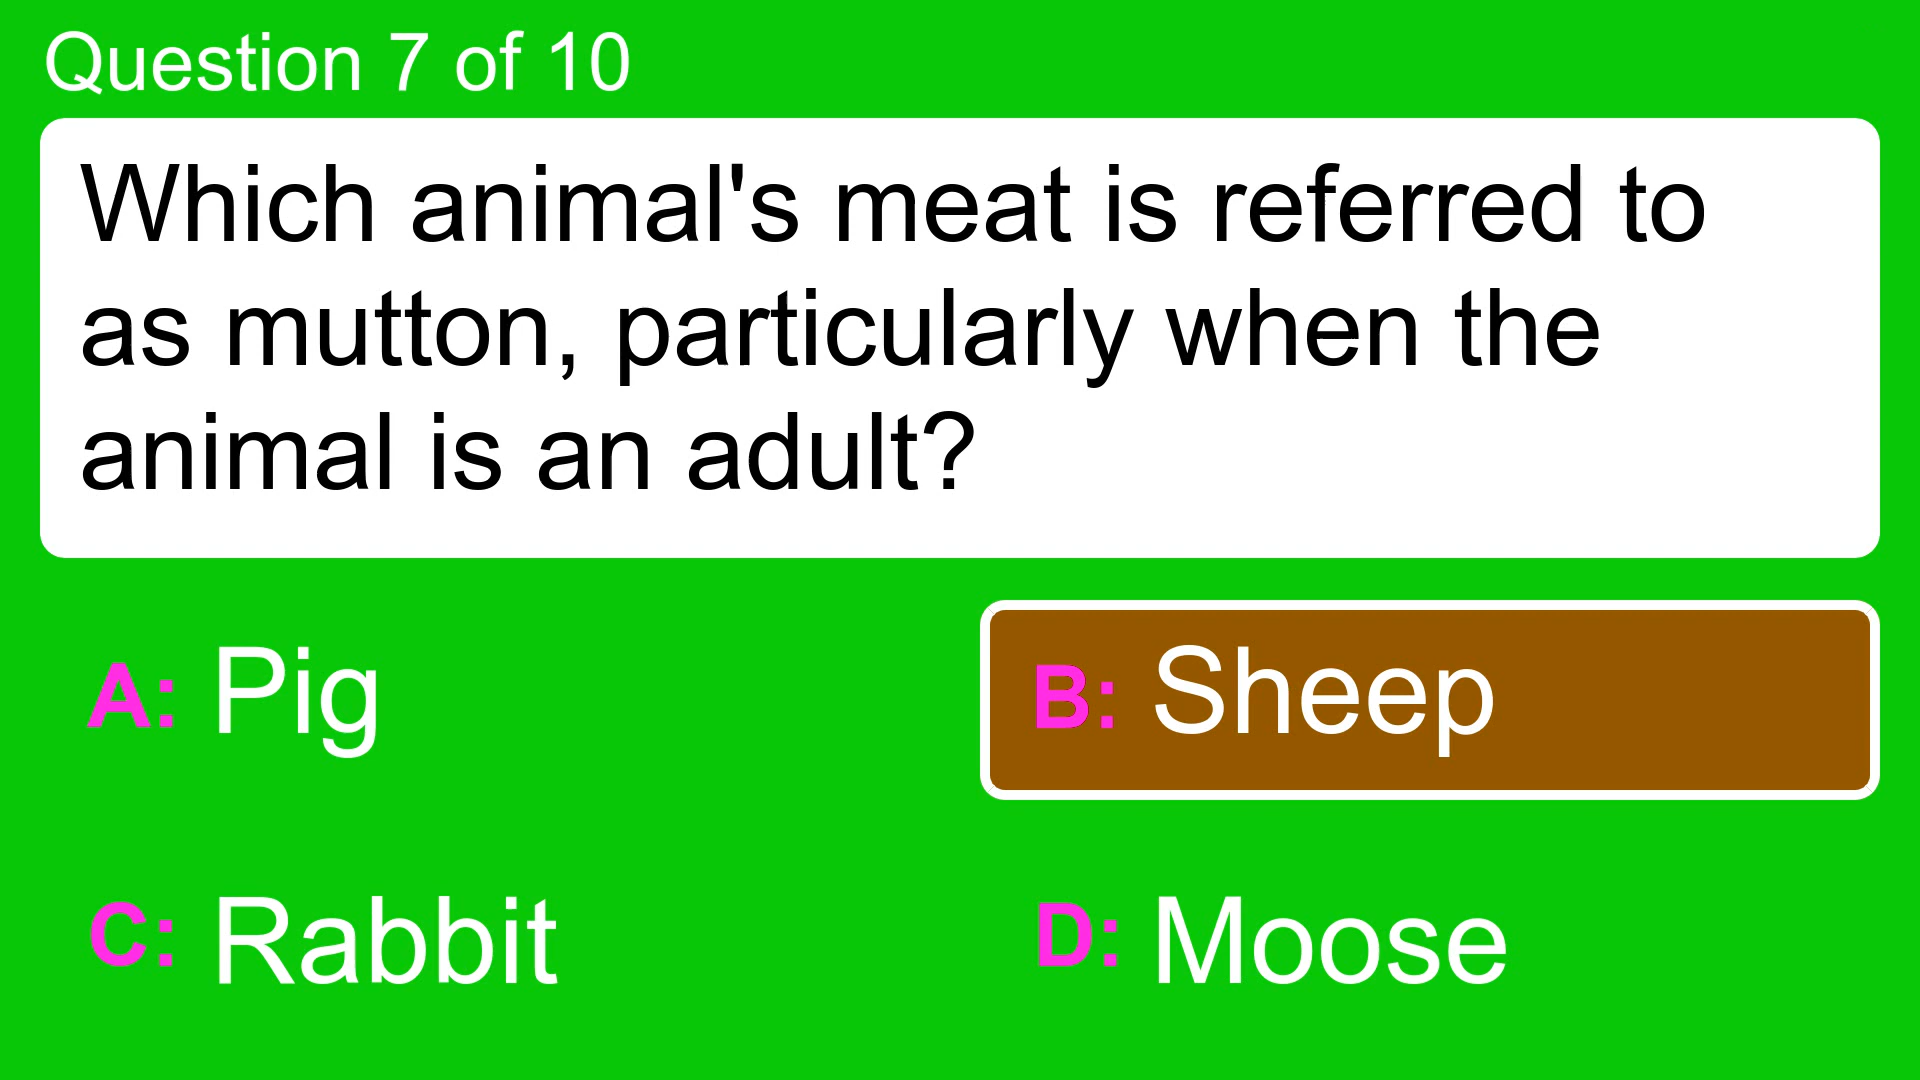 Question 7 of 10
Which animal's meat is referred to
as mutton, particularly when the
animal is an adult?
A: Pig
B: Sheep
C: Rabbit
D: Moose